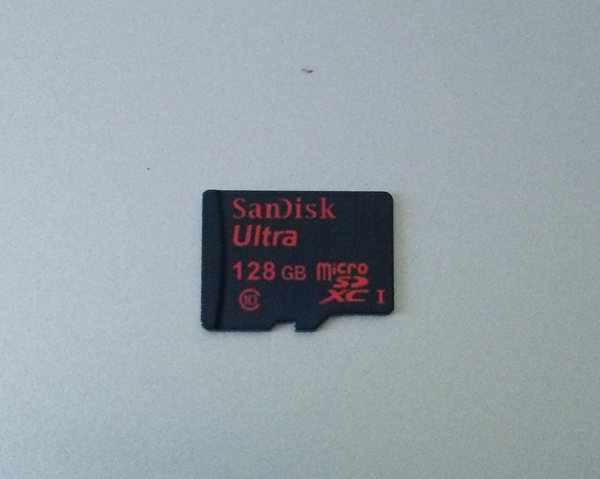 SanDisk
Ultra
128 GB micro SD XC I
10